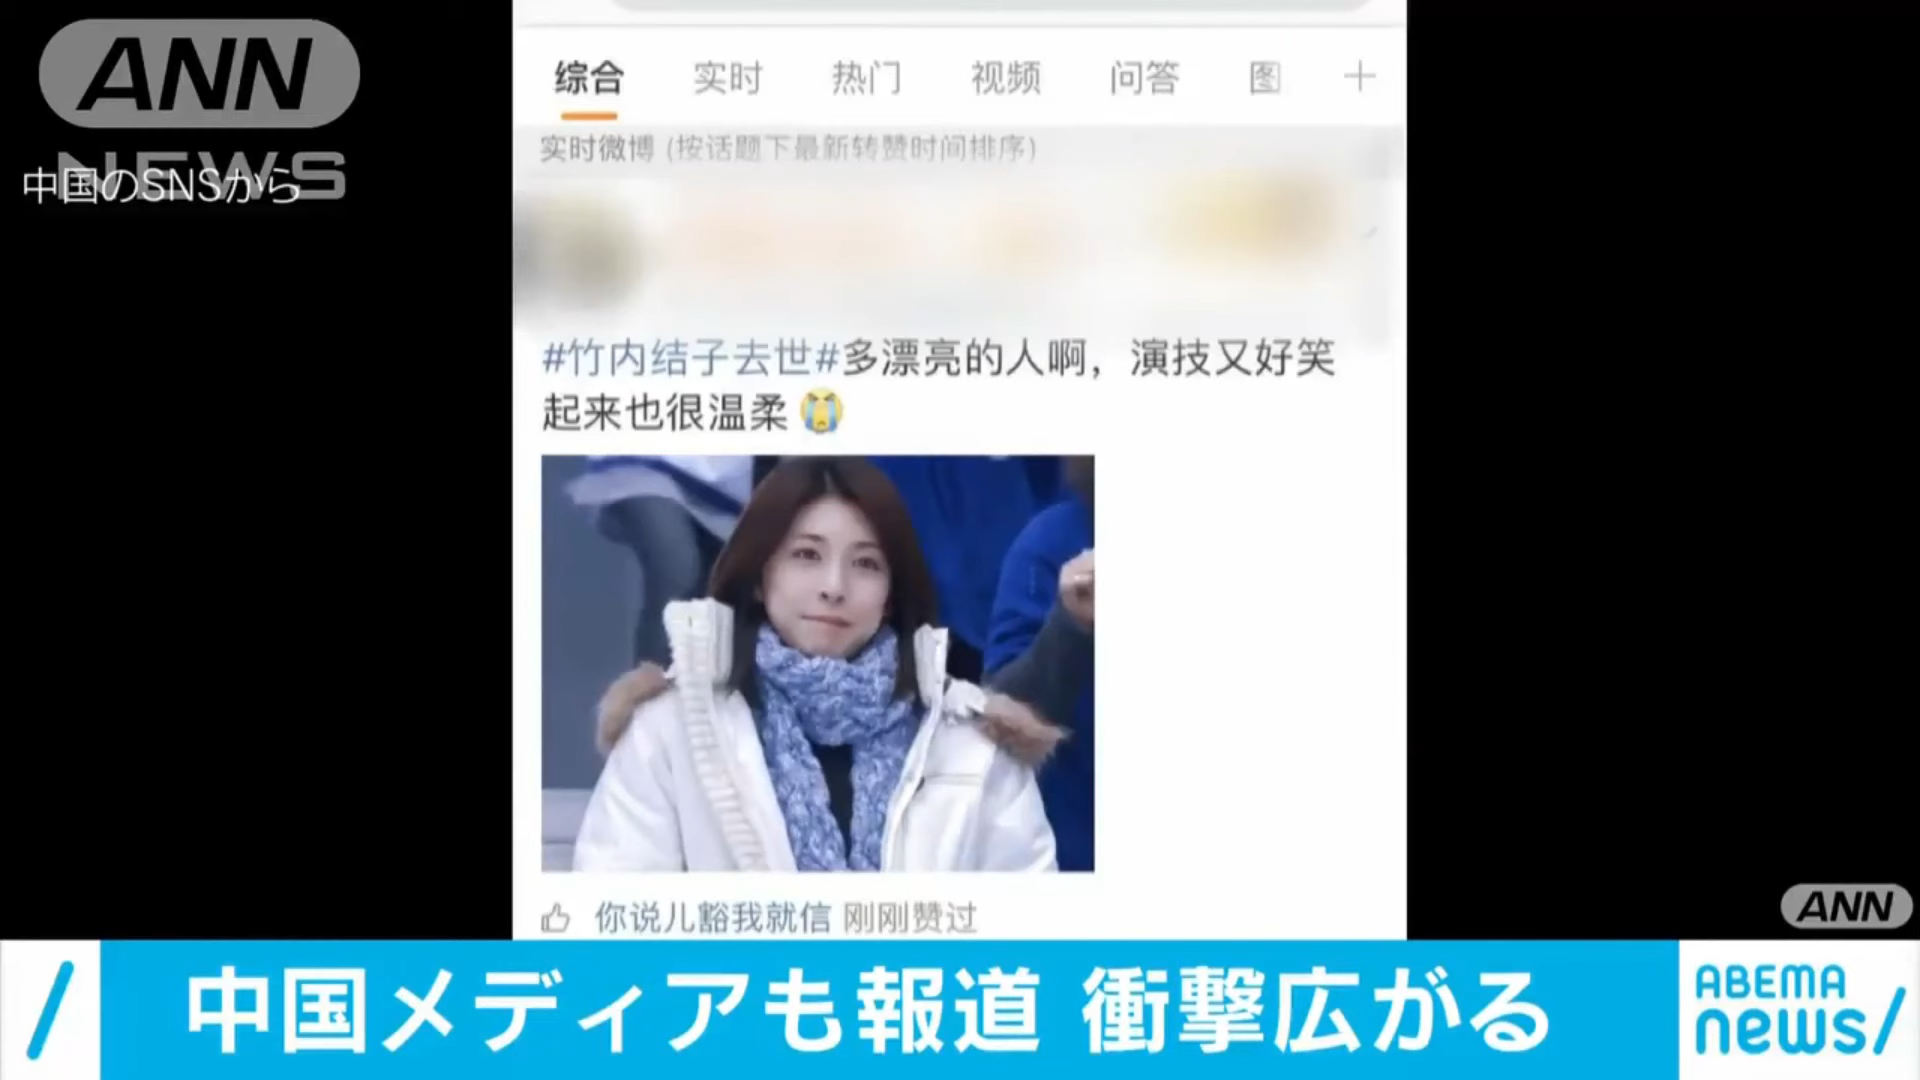 ANN
NEWS
中国のSNSから
综合 实时 热门 视频 问答 图 +
实时微博 (按话题下最新转赞时间排序)
#竹内结子去世#多漂亮的人啊，演技又好笑
起来也很温柔😭
你说儿豁我就信 刚刚赞过
ANN
中国メディアも報道 衝撃広がる
ABEMA
news/